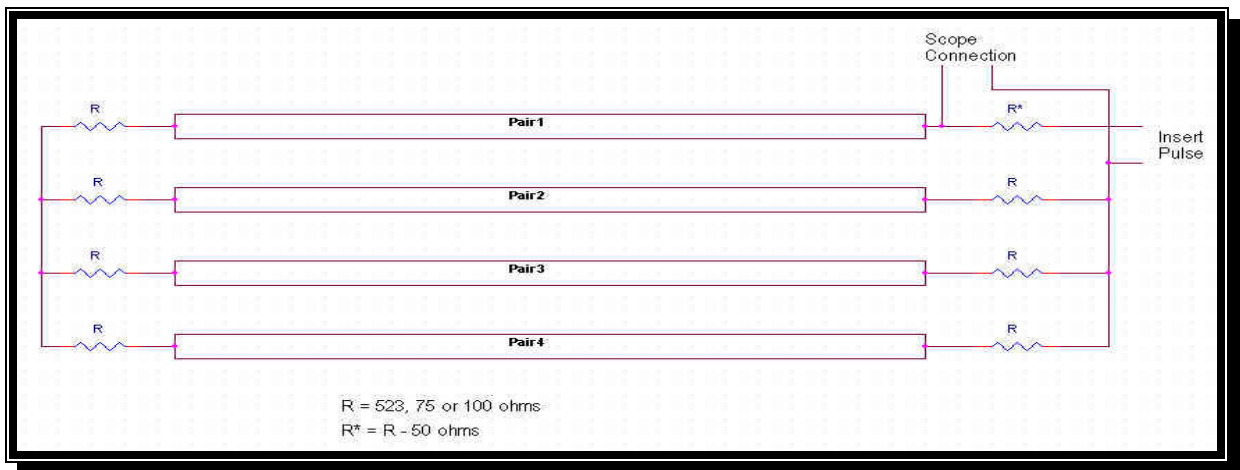 Scope
Connection
R
Pair1
R*
Insert
Pulse
R
Pair2
R
R
Pair3
R
R
Pair4
R
R = 523, 75 or 100 ohms
R* = R - 50 ohms